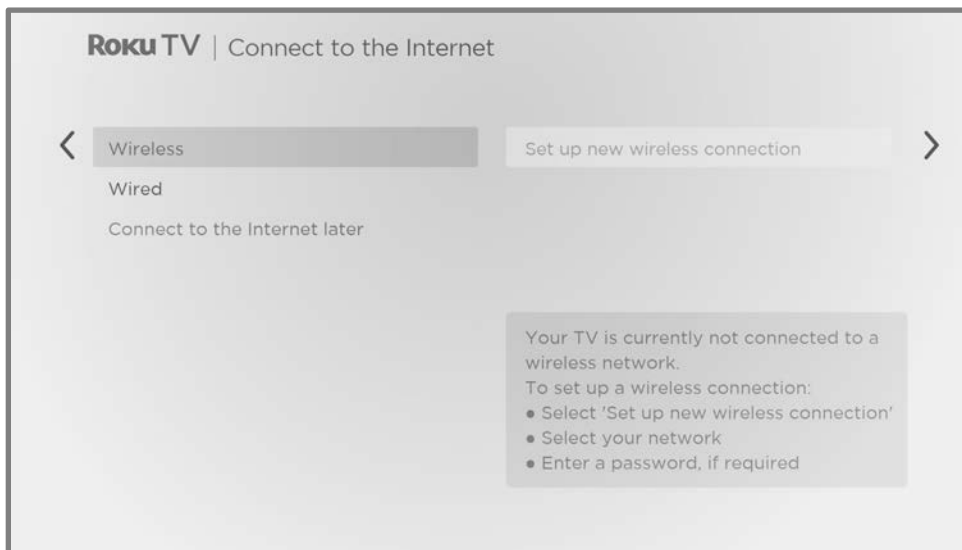 Roku TV | Connect to the Internet
Wireless
Set up new wireless connection
Wired
Connect to the Internet later
Your TV is currently not connected to a
wireless network.
To set up a wireless connection:
● Select 'Set up new wireless connection'
● Select your network
● Enter a password, if required